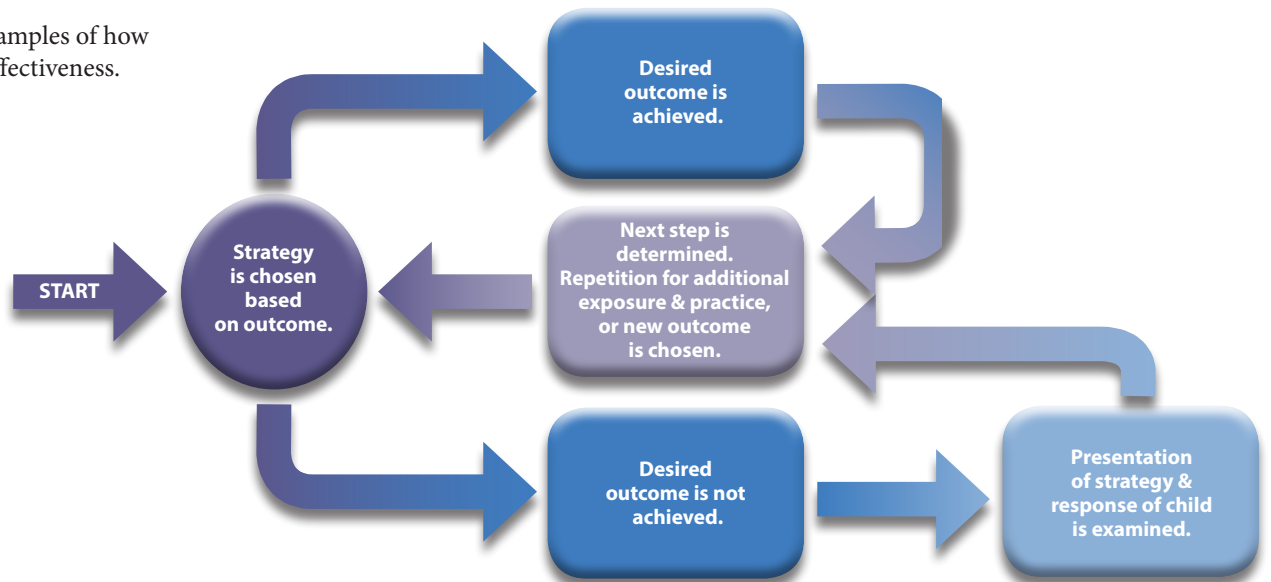 of how
effectiveness.
START
Strategy
is chosen
based
on outcome.
Desired
outcome is
achieved.
Next step is
determined.
Repetition for additional
exposure & practice,
or new outcome
is chosen.
Desired
outcome is not
achieved.
Presentation
of strategy &
response of child
is examined.